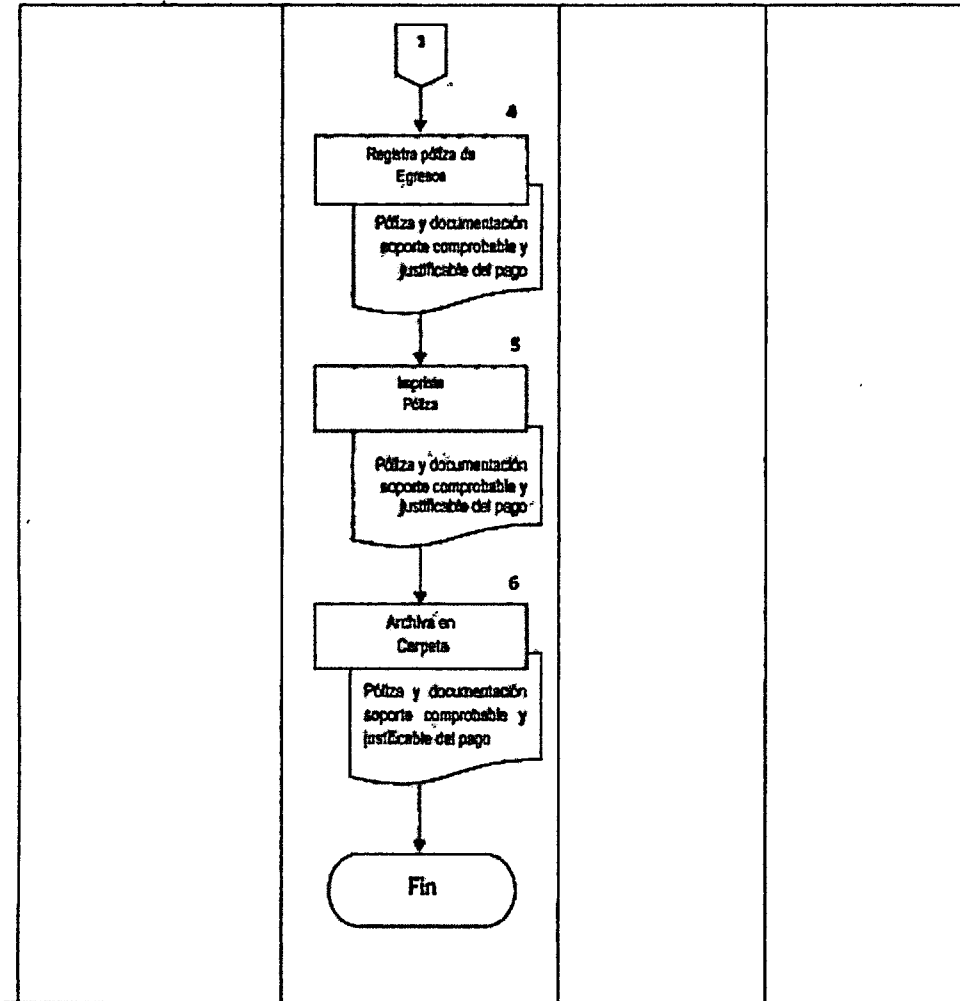 4
Registra póliza de
Egresos
Póliza y documentación
soporte comprobable y
justificable del pago
5
Imprime
Póliza
Póliza y documentación
soporte comprobable y
justificable del pago
6
Archiva en
Carpeta
Póliza y documentación
soporte comprobable y
justificable del pago
Fin